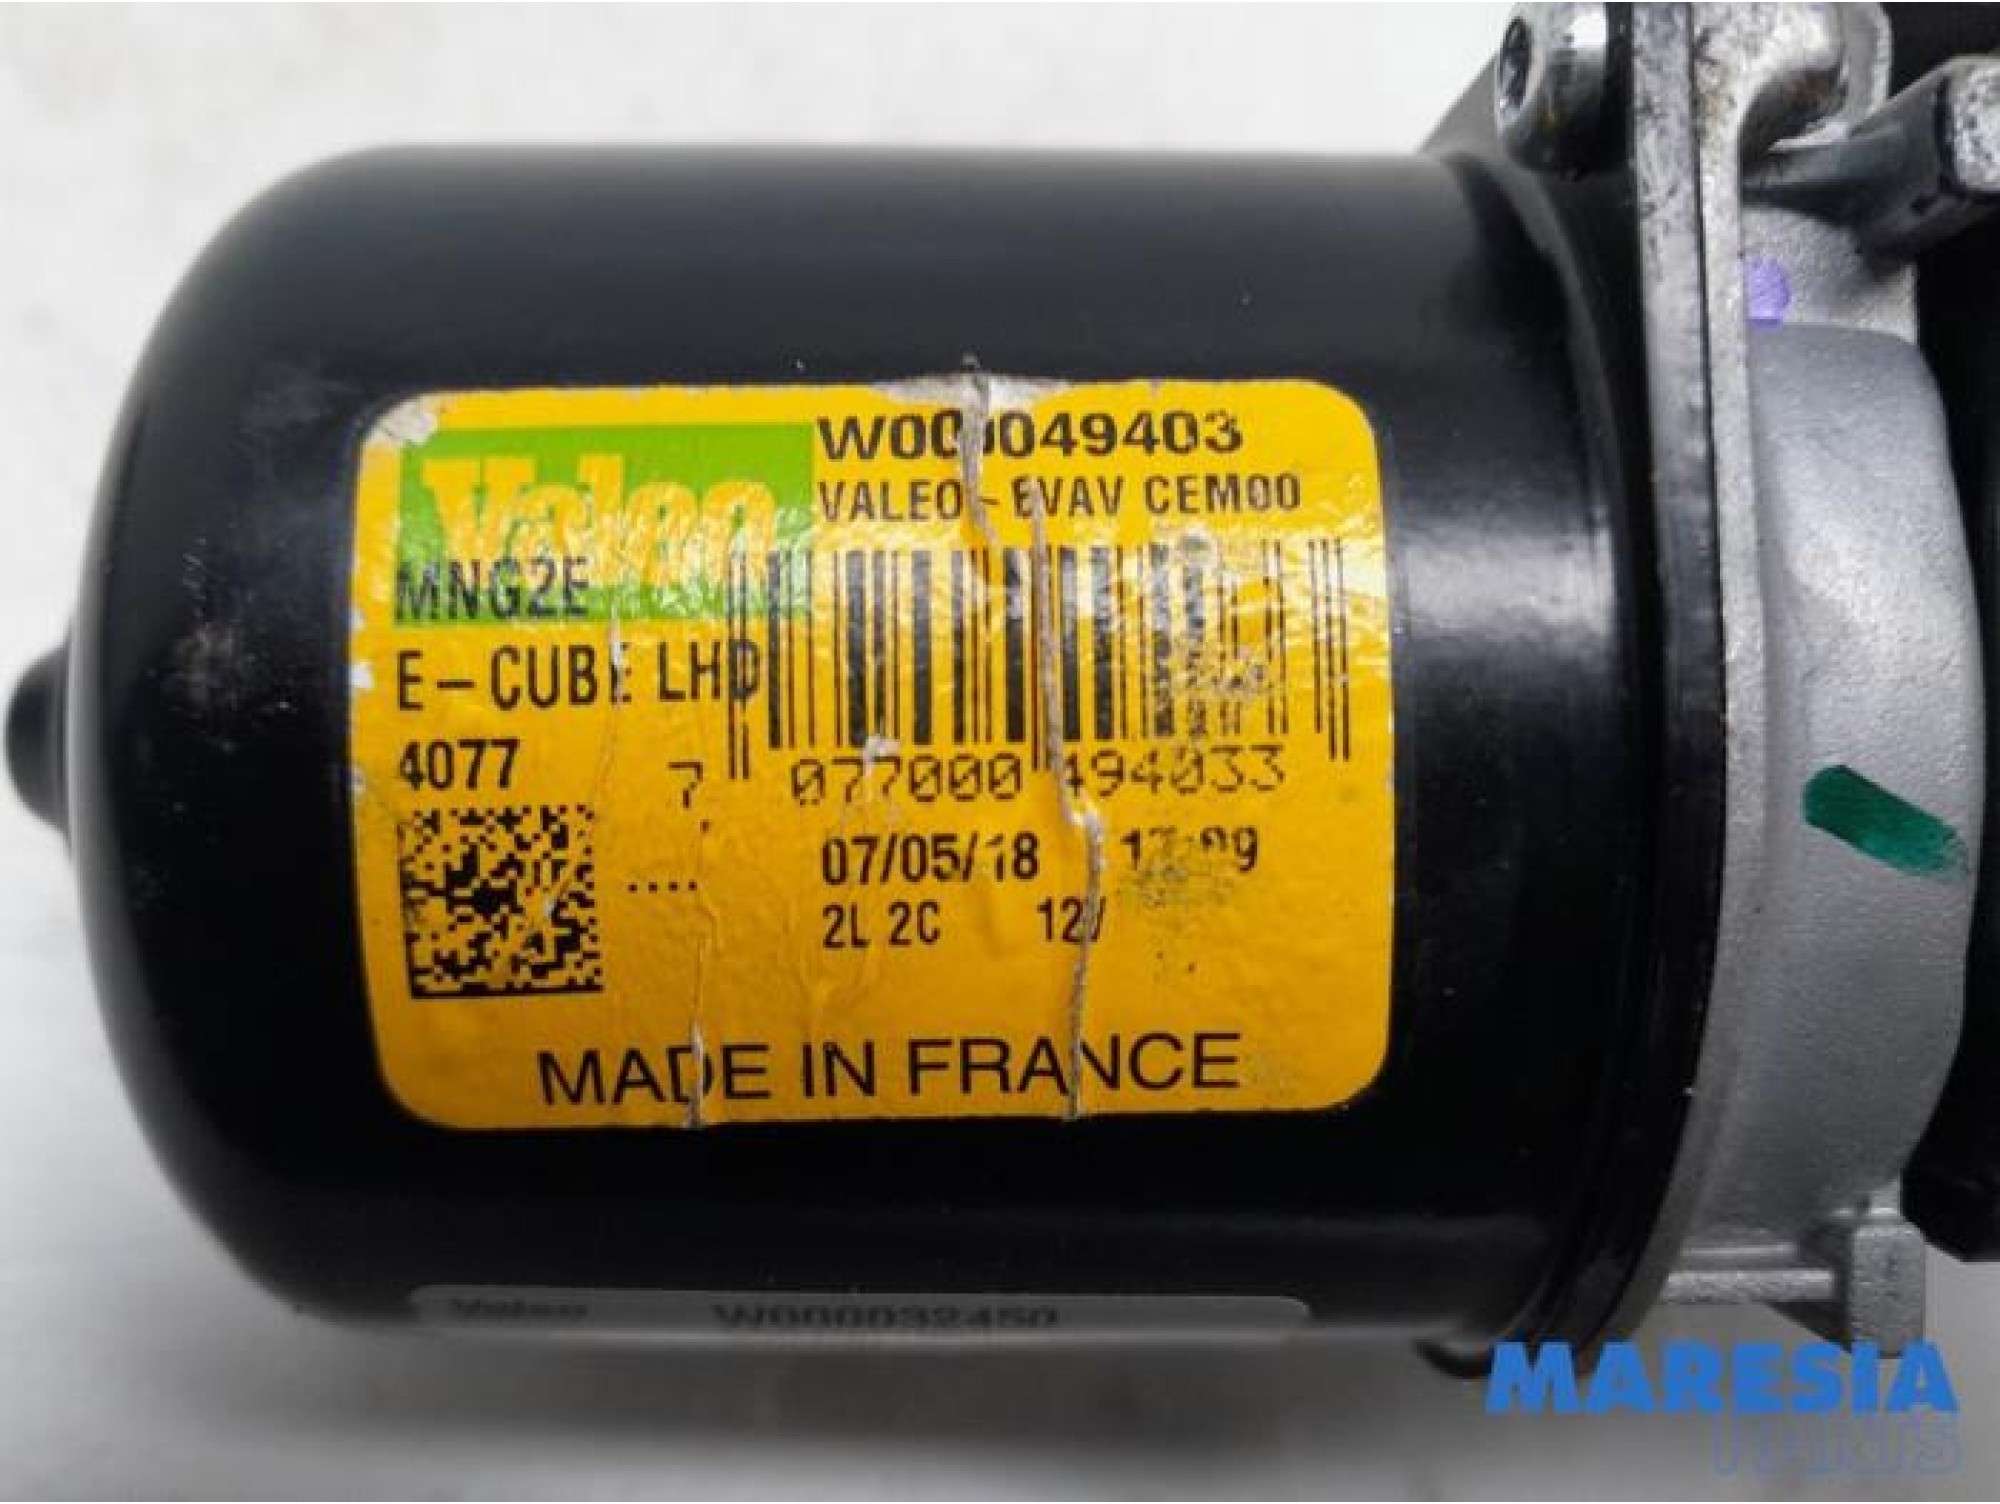 Valeo
W000049403
VALEO - EVAV CEM00
MNG2E
E-CUBE LHD
4077
7 077000 494033
07/05/18
....
2L 2C 12V
MADE IN FRANCE
Valeo W000032450
MARESIA
PARTS